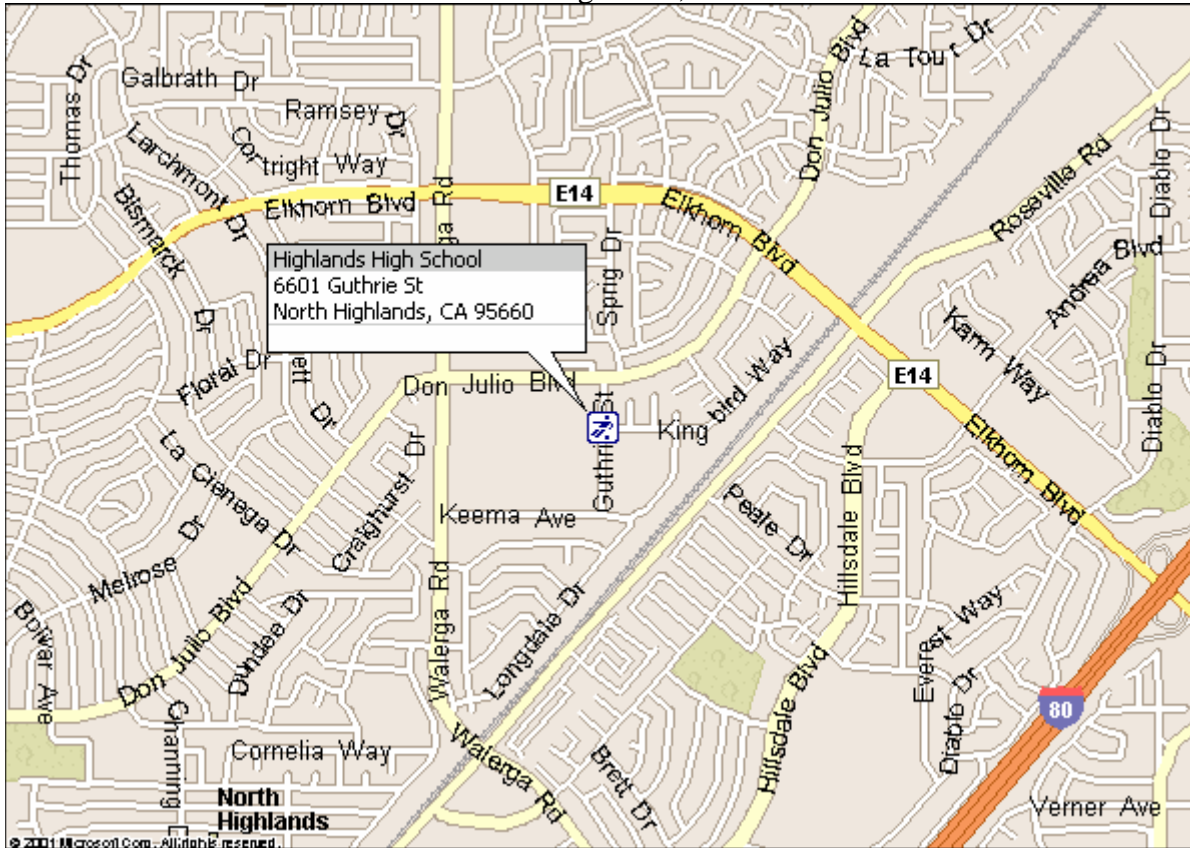 La Tour Dr
Don Julio Blvd
Galbrath Dr
Thomas Dr
Ramsey Dr
Larchmont Dr
Cortright Way
Bismarck Dr
Elkhorn Blvd
E14
Elkhorn Blvd
Roseville Rd
Diablo Dr
Andrea Blvd
Highlands High School
6601 Guthrie St
North Highlands, CA 95660
Sprig Dr
Karm Way
Floral Dr
Don Julio Blvd
E14
Kingbird Way
Guthrie St
Diablo Dr
Elkhorn Blvd
La Cienega Dr
Craighurst Dr
Keema Ave
Peale Dr
Hillsdale Blvd
Melrose Dr
Walerga Rd
Longdale Dr
Everest Way
Bolivar Ave
Don Julio Blvd
Dundee Dr
Hillsdale Blvd
Diablo Dr
80
Channing
Cornelia Way
Walerga Rd
Brett Dr
Verner Ave
North
Highlands
© 2001 Microsoft Corp. All rights reserved.